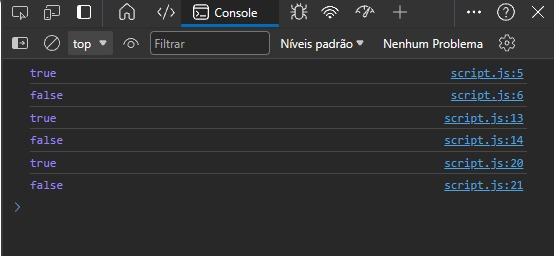 Console
top Filtrar Níveis padrão Nenhum Problema
true script.js:5
false script.js:6
true script.js:13
false script.js:14
true script.js:20
false script.js:21